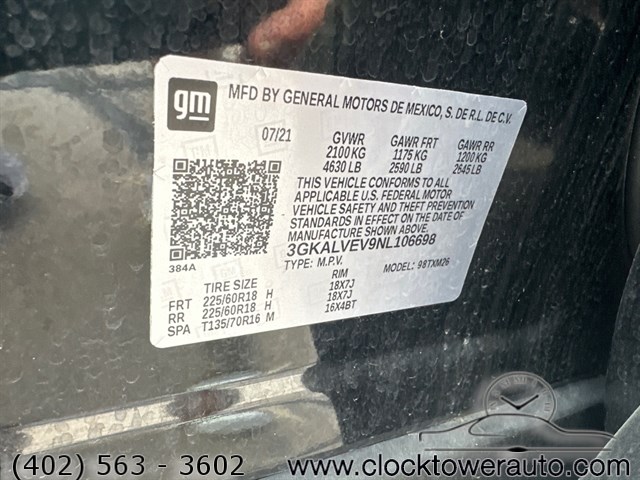 gm
MFD BY GENERAL MOTORS DE MEXICO, S. DE R.L. DE C.V.
07/21 GVWR GAWR FRT GAWR RR
2100 KG 1175 KG 1200 KG
4630 LB 2590 LB 2645 LB
THIS VEHICLE CONFORMS TO ALL
APPLICABLE U.S. FEDERAL MOTOR
VEHICLE SAFETY AND THEFT PREVENTION
STANDARDS IN EFFECT ON THE DATE OF
MANUFACTURE SHOWN ABOVE.
3GKALVEV9NL106698
384A TYPE: M.P.V. MODEL: 98TXM26
TIRE SIZE RIM
FRT 225/60R18 H 18X7J
RR 225/60R18 H 18X7J
SPA T135/70R16 M 16X4BT
(402) 563 - 3602 www.clocktowerauto.com